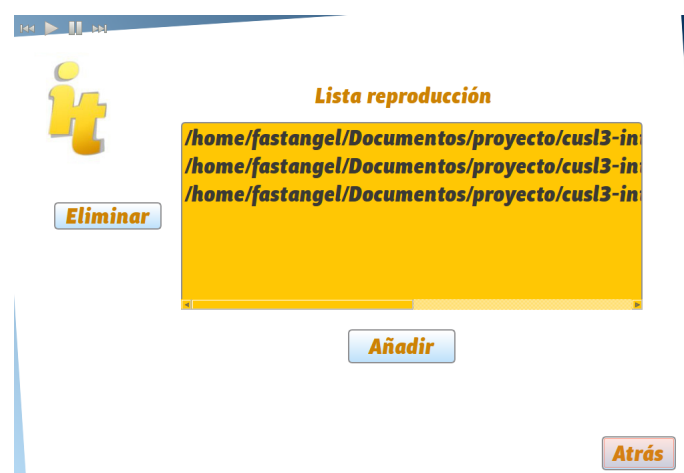 it
Lista reproducción
/home/fastangel/Documentos/proyecto/cusl3-in
/home/fastangel/Documentos/proyecto/cusl3-in
/home/fastangel/Documentos/proyecto/cusl3-in
Eliminar
Añadir
Atrás